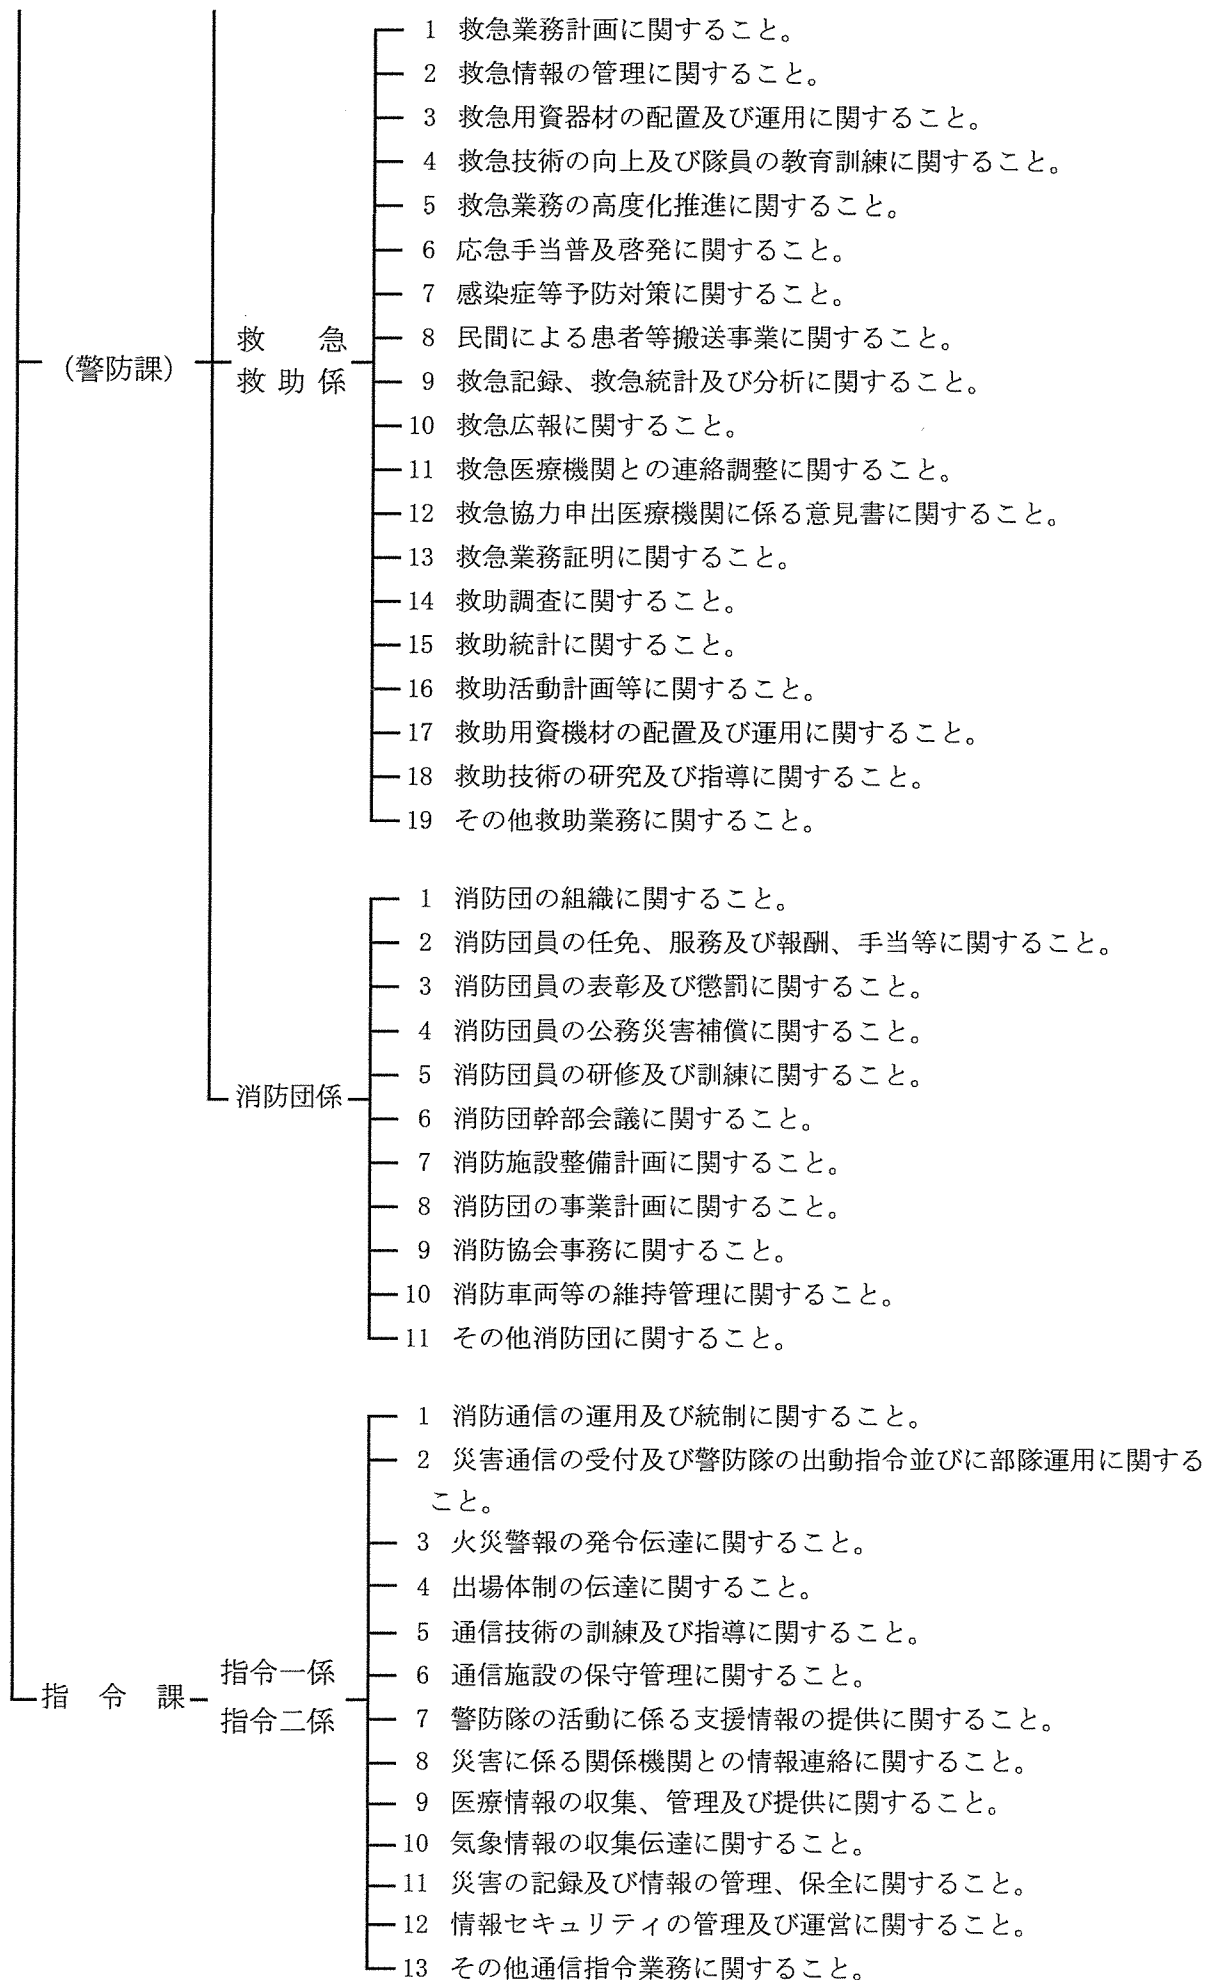 (警防課)
救急
救助係
1 救急業務計画に関すること。
2 救急情報の管理に関すること。
3 救急用資器材の配置及び運用に関すること。
4 救急技術の向上及び隊員の教育訓練に関すること。
5 救急業務の高度化推進に関すること。
6 応急手当普及啓発に関すること。
7 感染症等予防対策に関すること。
8 民間による患者等搬送事業に関すること。
9 救急記録、救急統計及び分析に関すること。
10 救急広報に関すること。
11 救急医療機関との連絡調整に関すること。
12 救急協力申出医療機関に係る意見書に関すること。
13 救急業務証明に関すること。
14 救助調査に関すること。
15 救助統計に関すること。
16 救助活動計画等に関すること。
17 救助用資機材の配置及び運用に関すること。
18 救助技術の研究及び指導に関すること。
19 その他救助業務に関すること。
消防団係
1 消防団の組織に関すること。
2 消防団員の任免、服務及び報酬、手当等に関すること。
3 消防団員の表彰及び懲罰に関すること。
4 消防団員の公務災害補償に関すること。
5 消防団員の研修及び訓練に関すること。
6 消防団幹部会議に関すること。
7 消防施設整備計画に関すること。
8 消防団の事業計画に関すること。
9 消防協会事務に関すること。
10 消防車両等の維持管理に関すること。
11 その他消防団に関すること。
指令課
指令一係
指令二係
1 消防通信の運用及び統制に関すること。
2 災害通信の受付及び警防隊の出動指令並びに部隊運用に関する
こと。
3 火災警報の発令伝達に関すること。
4 出場体制の伝達に関すること。
5 通信技術の訓練及び指導に関すること。
6 通信施設の保守管理に関すること。
7 警防隊の活動に係る支援情報の提供に関すること。
8 災害に係る関係機関との情報連絡に関すること。
9 医療情報の収集、管理及び提供に関すること。
10 気象情報の収集伝達に関すること。
11 災害の記録及び情報の管理、保全に関すること。
12 情報セキュリティの管理及び運営に関すること。
13 その他通信指令業務に関すること。